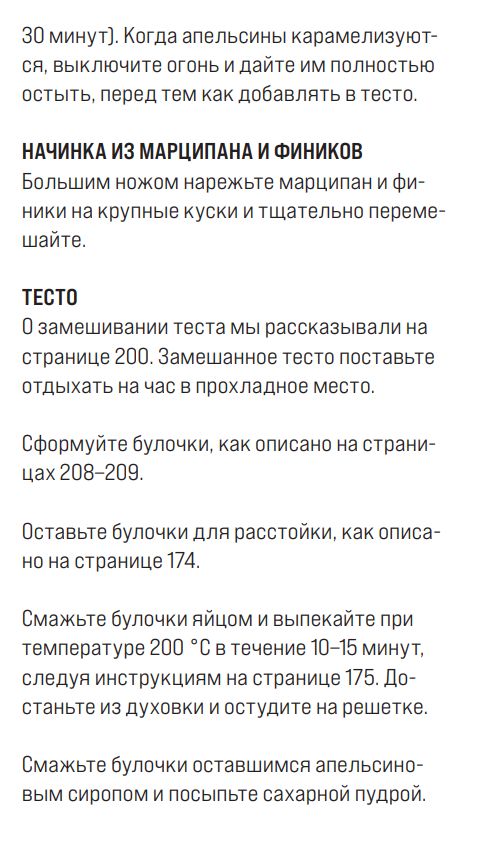 30 минут). Когда апельсины карамелизуют-
ся, выключите огонь и дайте им полностью
остыть, перед тем как добавлять в тесто.
НАЧИНКА ИЗ МАРЦИПАНА И ФИНИКОВ
Большим ножом нарежьте марципан и фи-
ники на крупные куски и тщательно переме-
шайте.
ТЕСТО
О замешивании теста мы рассказывали на
странице 200. Замешанное тесто поставьте
отдыхать на час в прохладное место.
Сформуйте булочки, как описано на страни-
цах 208–209.
Оставьте булочки для расстойки, как описа-
но на странице 174.
Смажьте булочки яйцом и выпекайте при
температуре 200 °C в течение 10–15 минут,
следуя инструкциям на странице 175. До-
станьте из духовки и остудите на решетке.
Смажьте булочки оставшимся апельсино-
вым сиропом и посыпьте сахарной пудрой.